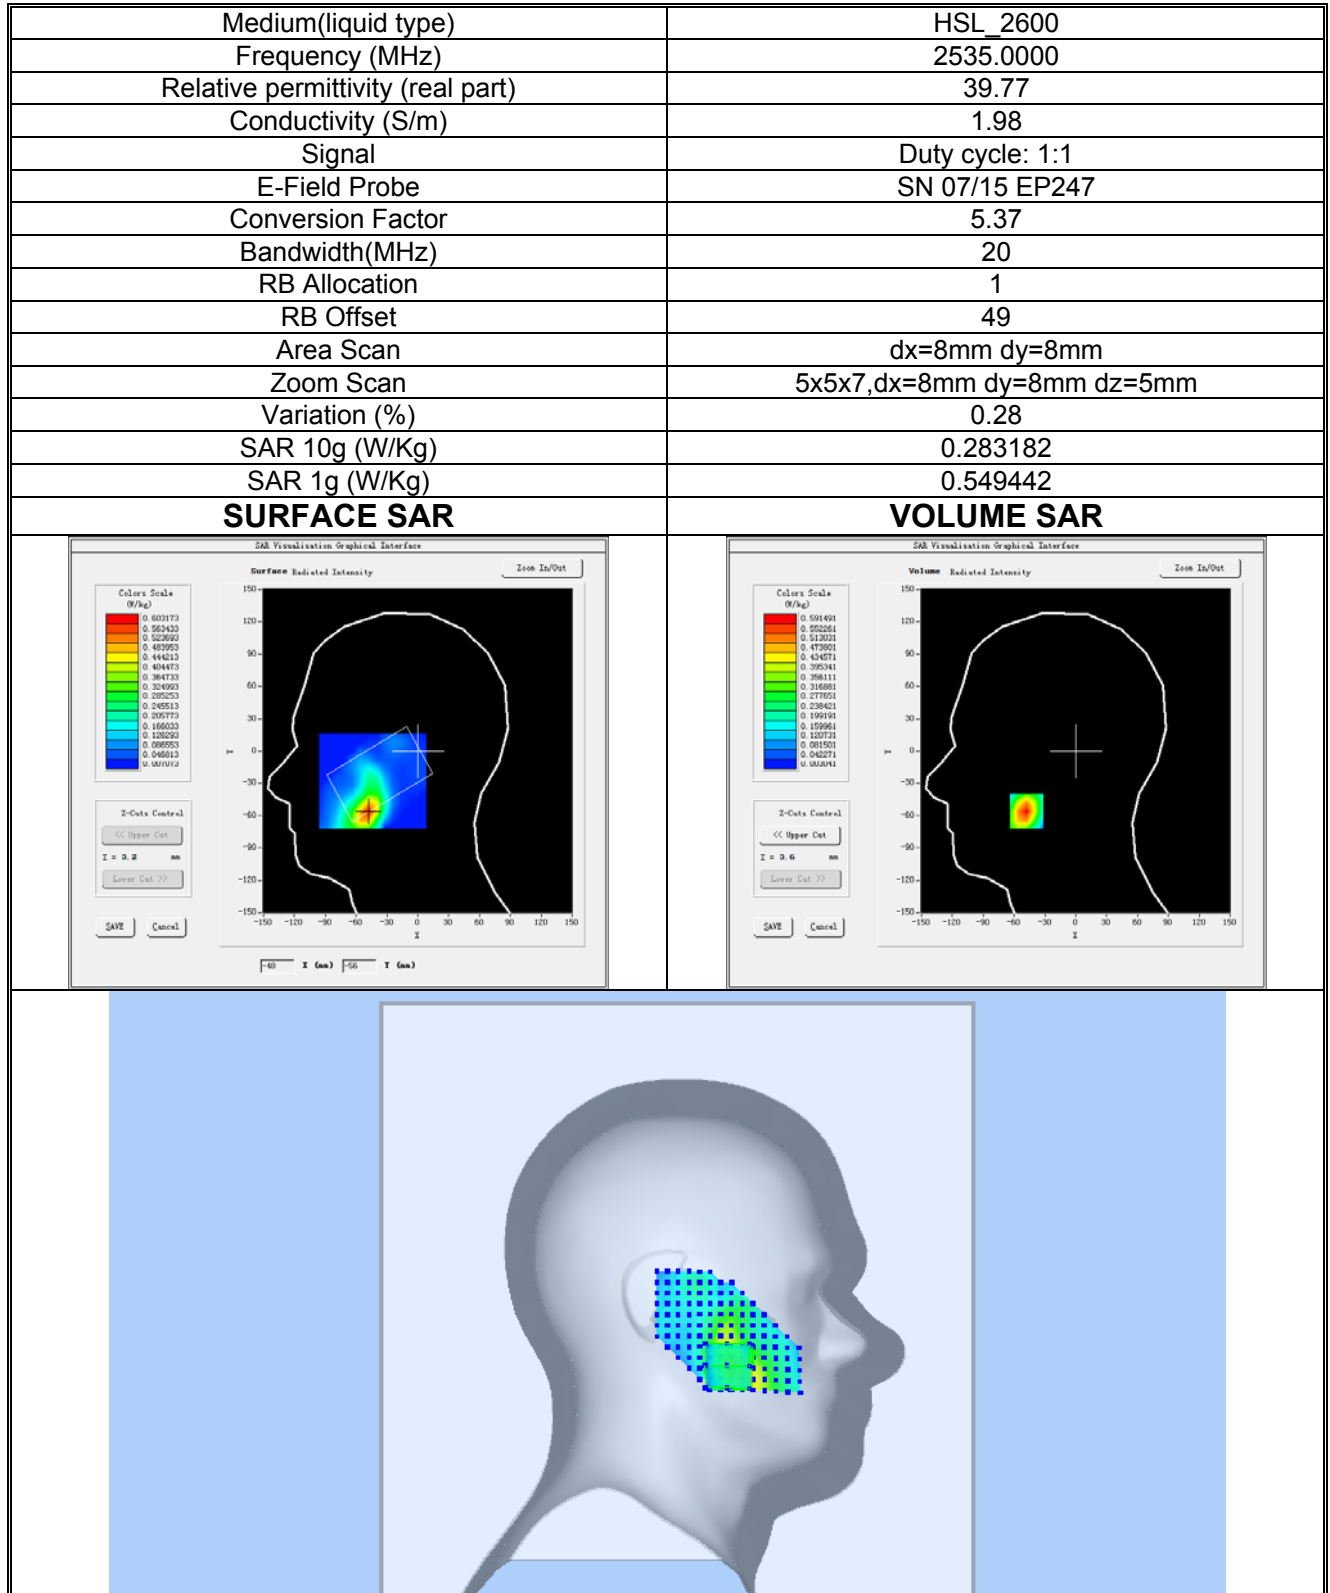 Medium(liquid type) HSL_2600
Frequency (MHz) 2535.0000
Relative permittivity (real part) 39.77
Conductivity (S/m) 1.98
Signal Duty cycle: 1:1
E-Field Probe SN 07/15 EP247
Conversion Factor 5.37
Bandwidth(MHz) 20
RB Allocation 1
RB Offset 49
Area Scan dx=8mm dy=8mm
Zoom Scan 5x5x7,dx=8mm dy=8mm dz=5mm
Variation (%) 0.28
SAR 10g (W/Kg) 0.283182
SAR 1g (W/Kg) 0.549442
SURFACE SAR VOLUME SAR
SAR Visualisation Graphical Interface
Surface Radiated Intensity
Zoom In/Out
Colors Scale
(W/kg)
0.603173
0.563433
0.523693
0.483953
0.444213
0.404473
0.364733
0.324993
0.285253
0.245513
0.205773
0.166033
0.126293
0.086553
0.046813
0.007073
Z-Cuts Control
<< Upper Cut
Z = 3.2 mm
Lower Cut >>
SAVE Cancel
150
120
90
60
30
0
-30
-60
-90
-120
-150
Y
-150 -120 -90 -60 -30 0 30 60 90 120 150
X
-48 X (mm) -56 Y (mm)
SAR Visualisation Graphical Interface
Volume Radiated Intensity
Zoom In/Out
Colors Scale
(W/kg)
0.591491
0.552261
0.513031
0.473801
0.434571
0.395341
0.356111
0.316881
0.277651
0.238421
0.199191
0.159961
0.120731
0.081501
0.042271
0.003041
Z-Cuts Control
<< Upper Cut
Z = 3.6 mm
Lower Cut >>
SAVE Cancel
150
120
90
60
30
0
-30
-60
-90
-120
-150
Y
-150 -120 -90 -60 -30 0 30 60 90 120 150
X